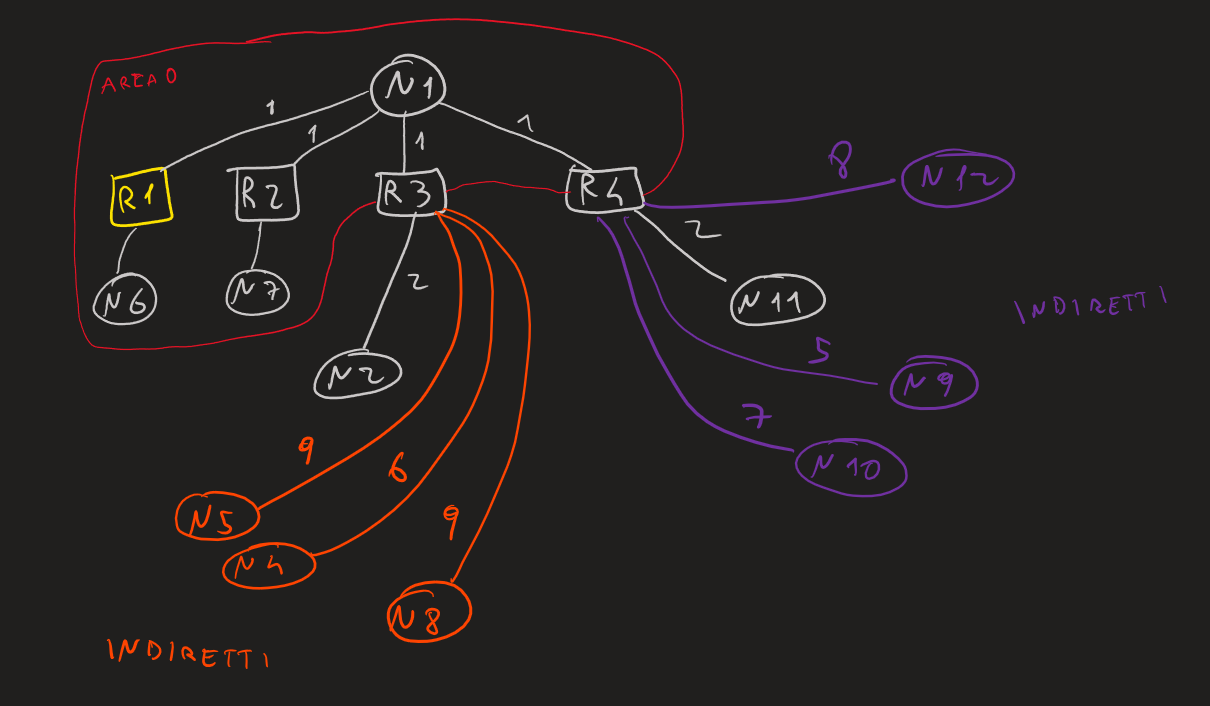 AREA 0
N1
1
1
1
1
8
N12
R1
R2
R3
R4
2
N6
N7
2
N11
INDIRETTI
N2
5
N9
7
9
6
N10
N5
9
N4
N8
INDIRETTI